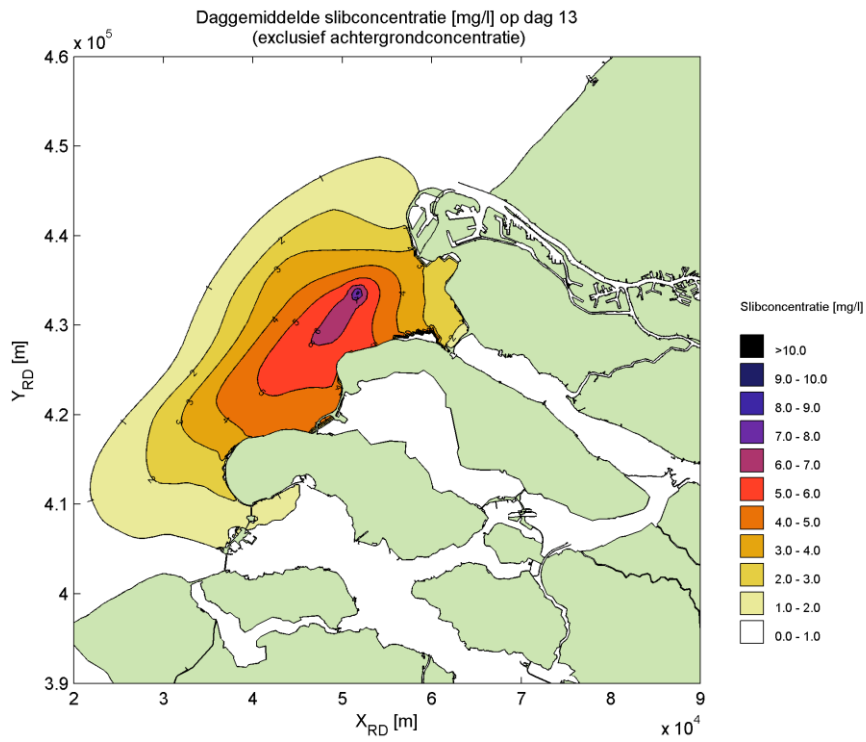 Daggemiddelde slibconcentratie [mg/l] op dag 13
(exclusief achtergrondconcentratie)
x 10^5
4.6
4.5
4.4
4.3
4.2
4.1
4
3.9
Y_RD [m]
2
3
4
5
6
7
8
9
X_RD [m]
x 10^4
Slibconcentratie [mg/l]
>10.0
9.0 - 10.0
8.0 - 9.0
7.0 - 8.0
6.0 - 7.0
5.0 - 6.0
4.0 - 5.0
3.0 - 4.0
2.0 - 3.0
1.0 - 2.0
0.0 - 1.0